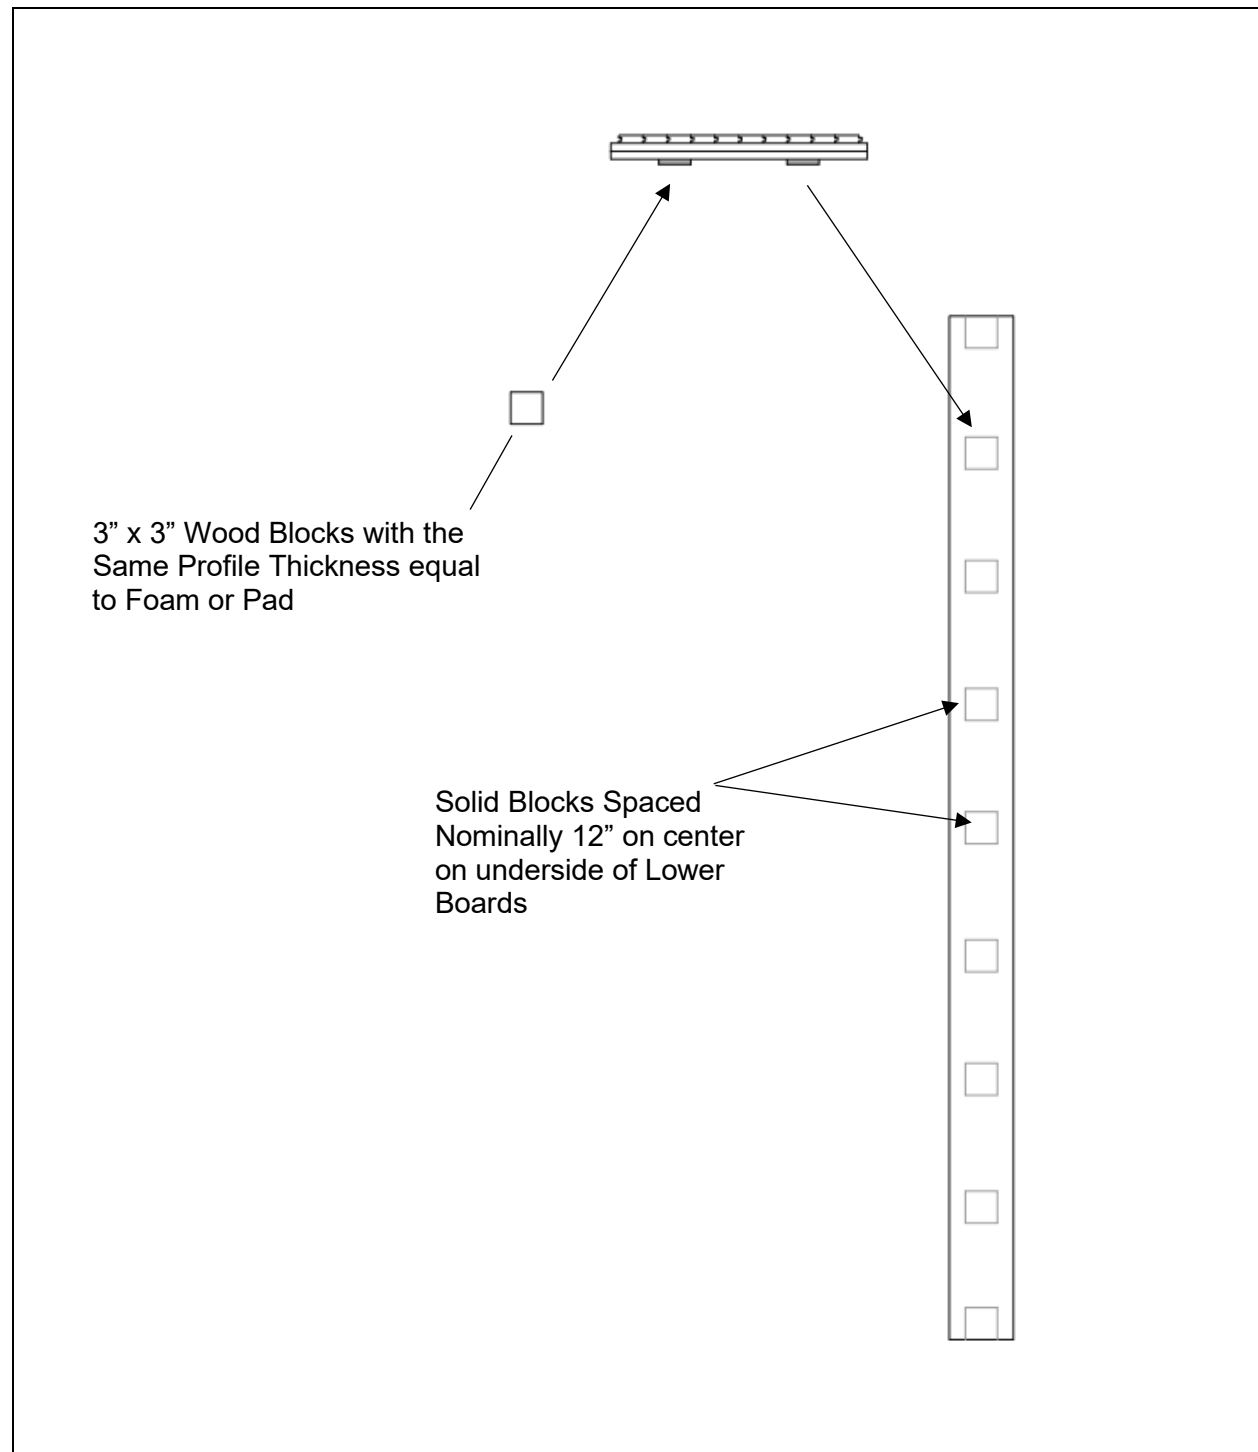 3” x 3” Wood Blocks with the
Same Profile Thickness equal
to Foam or Pad
Solid Blocks Spaced
Nominally 12” on center
on underside of Lower
Boards